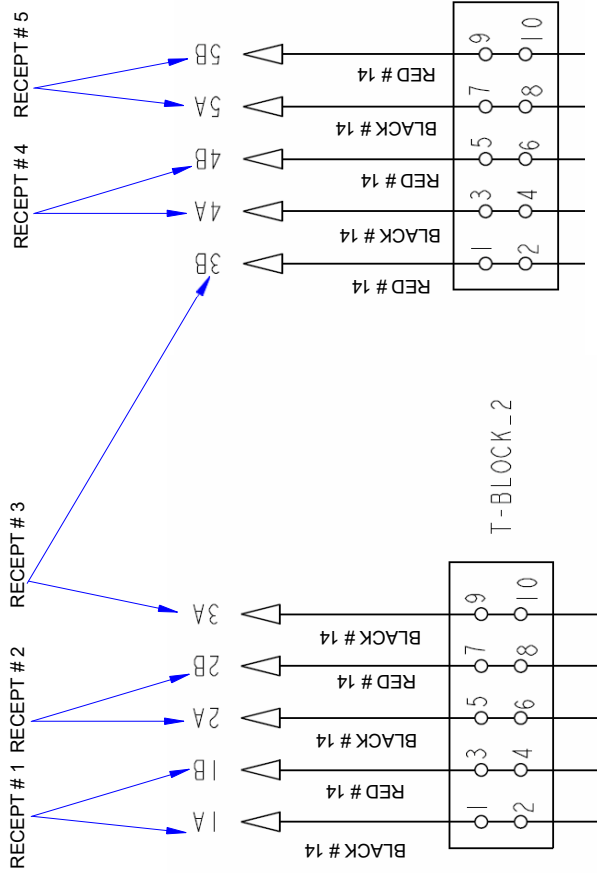 RECEPT # 5
RECEPT # 4
RECEPT # 3
RECEPT # 2
RECEPT # 1
5B
5A
4B
4A
3B
3A
2B
2A
1B
1A
RED # 14
BLACK # 14
RED # 14
BLACK # 14
RED # 14
BLACK # 14
RED # 14
BLACK # 14
RED # 14
BLACK # 14
9 10
7 8
5 6
3 4
1 2
T-BLOCK_2
9 10
7 8
5 6
3 4
1 2